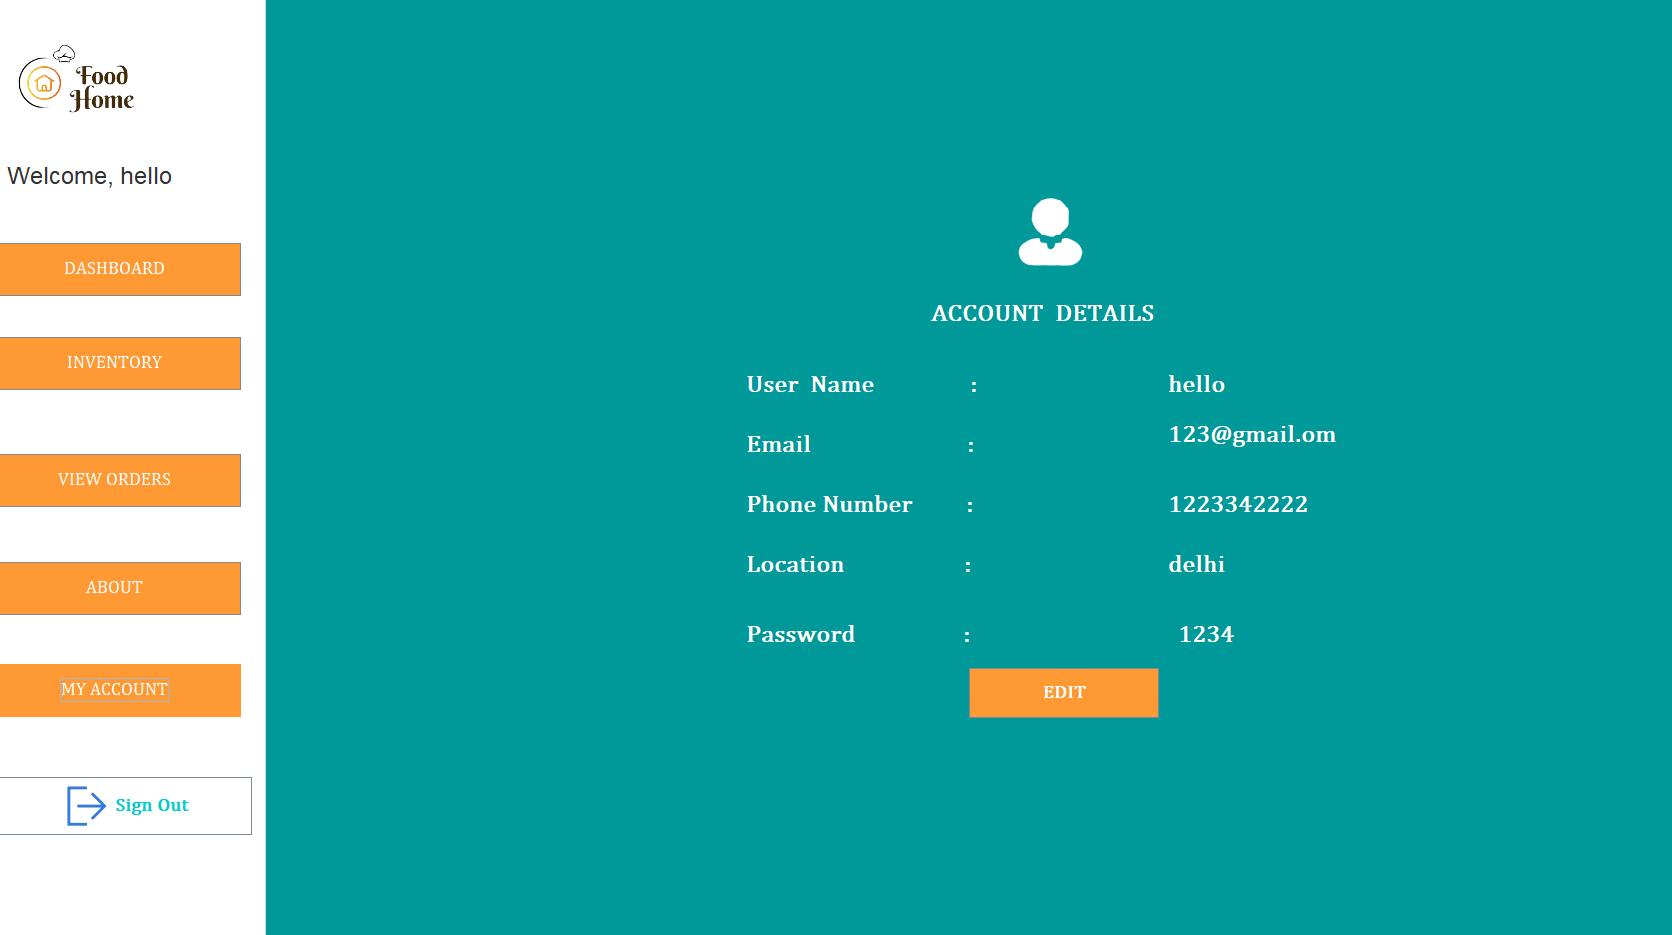 Food
Home
Welcome, hello
DASHBOARD
INVENTORY
VIEW ORDERS
ABOUT
MY ACCOUNT
Sign Out
ACCOUNT DETAILS
User Name : hello
Email : 123@gmail.om
Phone Number : 1223342222
Location : delhi
Password : 1234
EDIT